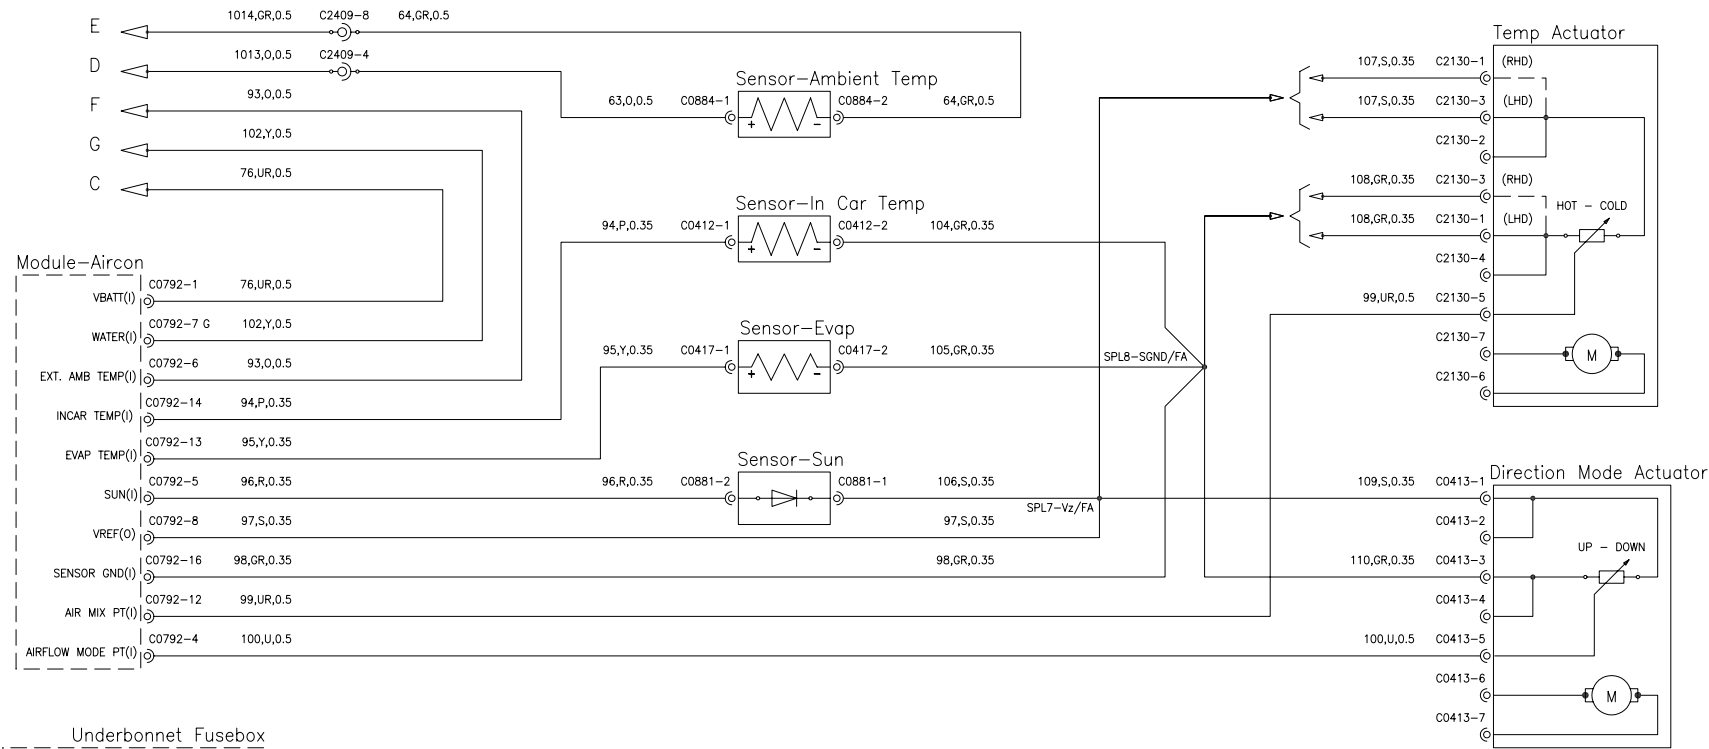 E
1014,GR,0.5 C2409-8 64,GR,0.5
D
1013,O,0.5 C2409-4
F
93,O,0.5
G
102,Y,0.5
C
76,UR,0.5
Sensor-Ambient Temp
63,O,0.5 C0884-1 C0884-2 64,GR,0.5
+ -
Sensor-In Car Temp
94,P,0.35 C0412-1 C0412-2 104,GR,0.35
+ -
Sensor-Evap
95,Y,0.35 C0417-1 C0417-2 105,GR,0.35
+ -
SPL8-SGND/FA
Sensor-Sun
96,R,0.35 C0881-2 C0881-1 106,S,0.35
SPL7-Vz/FA
97,S,0.35
98,GR,0.35
Module-Aircon
VBATT(I) C0792-1 76,UR,0.5
WATER(I) C0792-7 G 102,Y,0.5
EXT. AMB TEMP(I) C0792-6 93,O,0.5
INCAR TEMP(I) C0792-14 94,P,0.35
EVAP TEMP(I) C0792-13 95,Y,0.35
SUN(I) C0792-5 96,R,0.35
VREF(O) C0792-8 97,S,0.35
SENSOR GND(I) C0792-16 98,GR,0.35
AIR MIX PT(I) C0792-12 99,UR,0.5
AIRFLOW MODE PT(I) C0792-4 100,U,0.5
Temp Actuator
107,S,0.35 C2130-1 (RHD)
107,S,0.35 C2130-3 (LHD)
C2130-2
108,GR,0.35 C2130-3 (RHD)
HOT - COLD
108,GR,0.35 C2130-1 (LHD)
C2130-4
99,UR,0.5 C2130-5
C2130-7
M
C2130-6
Direction Mode Actuator
109,S,0.35 C0413-1
C0413-2
UP - DOWN
110,GR,0.35 C0413-3
C0413-4
100,U,0.5 C0413-5
C0413-6
M
C0413-7
Underbonnet Fusebox